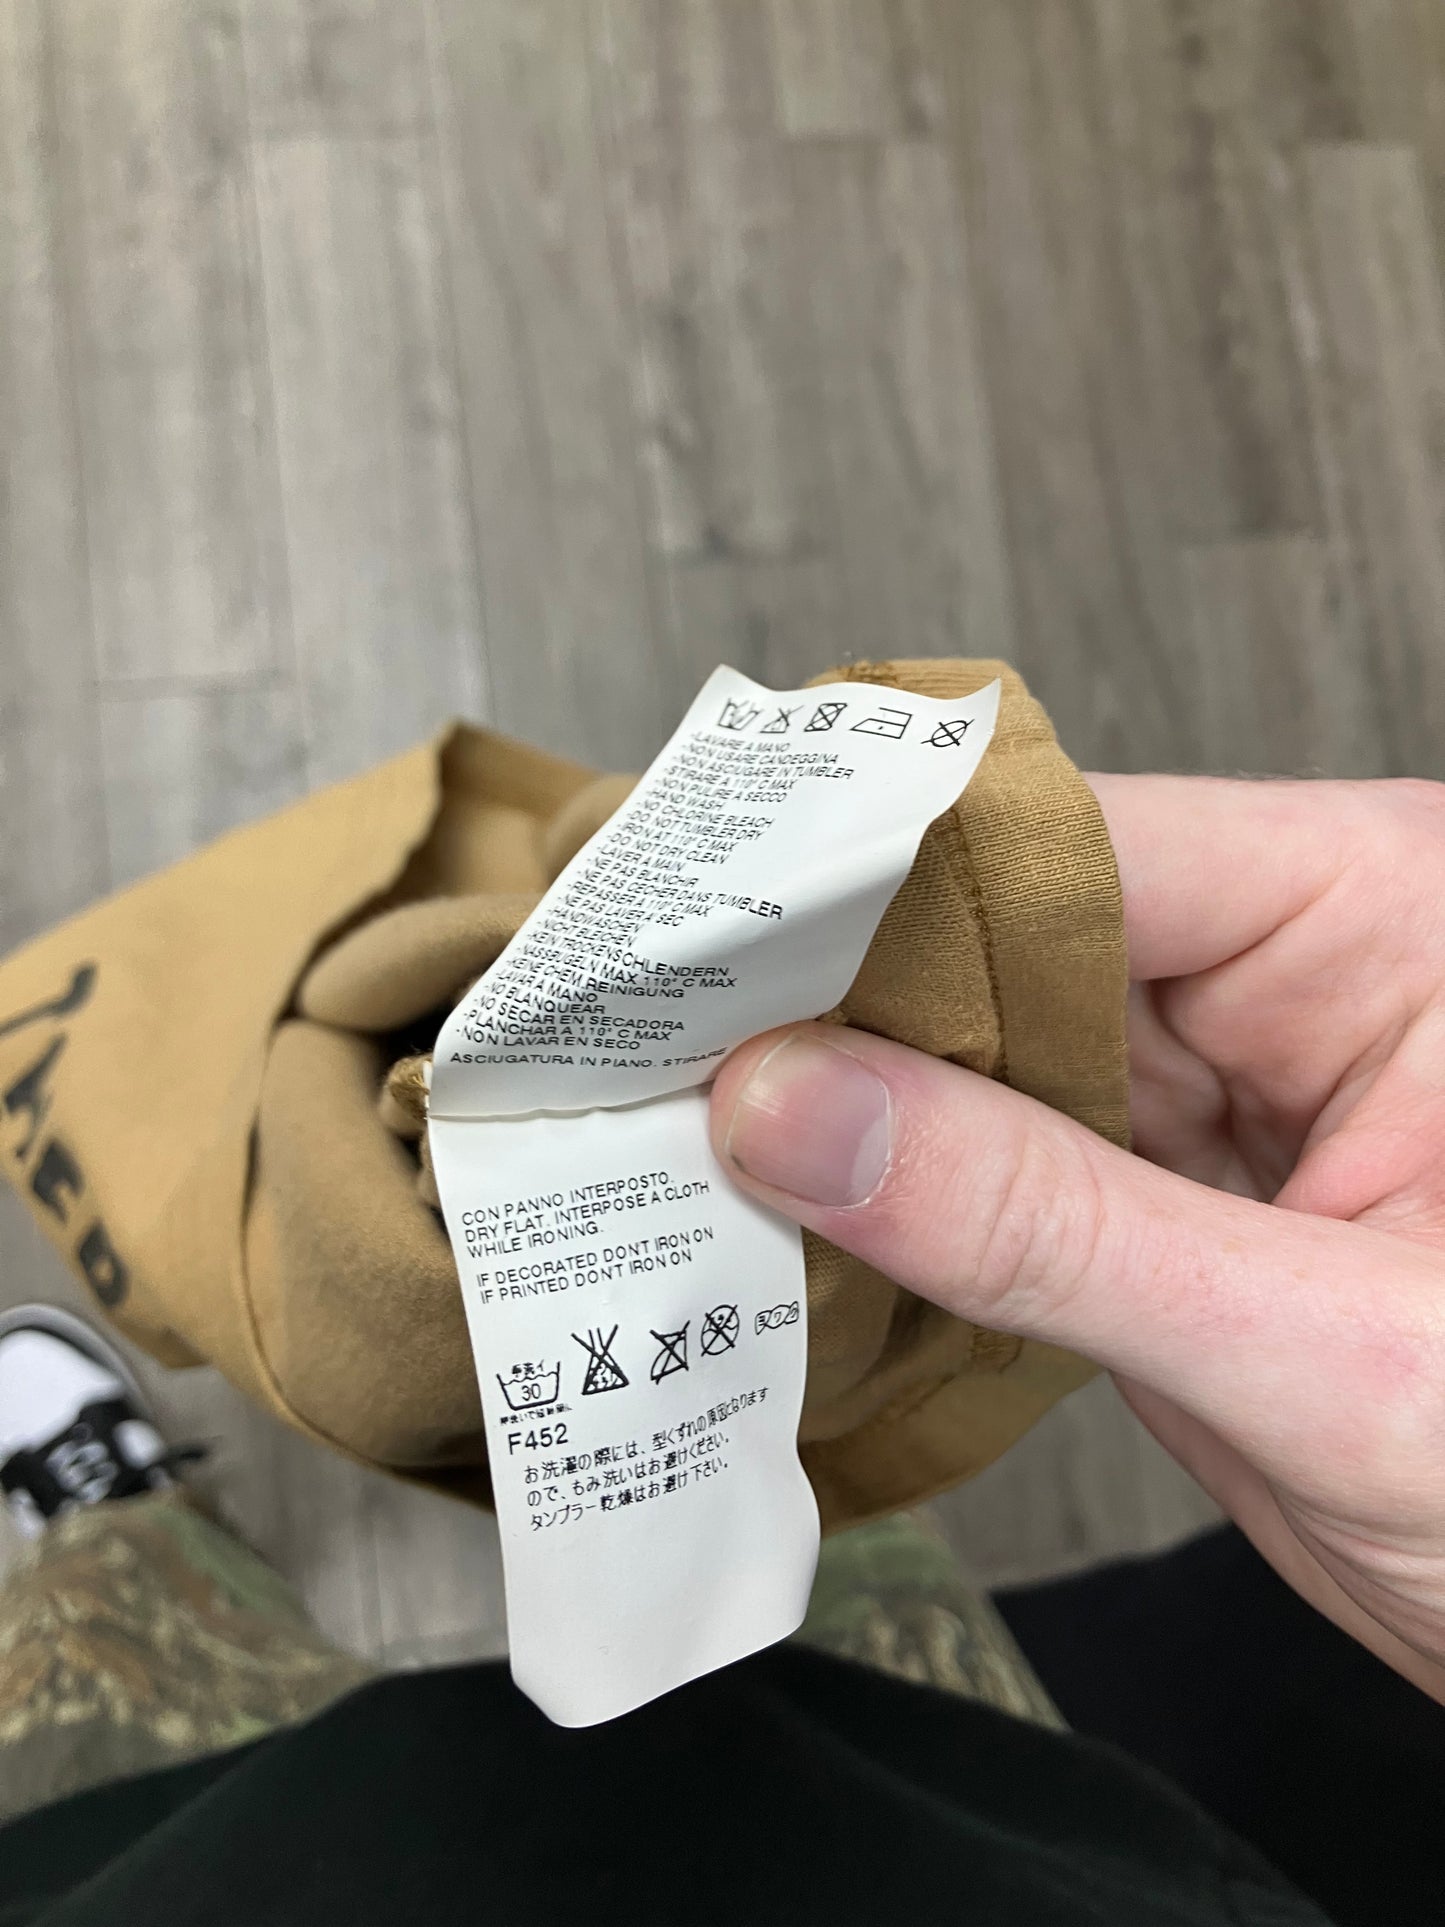 -LAVARE A MANO
-NON USARE CANDEGGINA
-NON ASCIUGARE IN TUMBLER
-STIRARE A 110° C MAX
-NON PULIRE A SECCO
-HAND WASH
-NO CHLORINE BLEACH
-DO NOT TUMBLER DRY
-IRON AT 110° C MAX
-DO NOT DRY CLEAN
-LAVER A MAIN
-NE PAS BLANCHIR
-NE PAS CECHER DANS TUMBLER
-REPASSER A 110° C MAX
-NE PAS LAVER A' SEC
-HANDWASCHEN
-NICHT BLEICHEN
-KEIN TROCKENSCHLENDERN
-NASSBUGELN MAX 110° C MAX
-KEINE CHEM.REINIGUNG
-LAVAR A MANO
-NO BLANQUEAR
-NO SECAR EN SECADORA
-PLANCHAR A 110° C MAX
-NON LAVAR EN SECO
ASCIUGATURA IN PIANO. STIRARE
CON PANNO INTERPOSTO.
DRY FLAT. INTERPOSE A CLOTH
WHILE IRONING.
IF DECORATED DON'T IRON ON
IF PRINTED DON'T IRON ON
手洗イ
30
F452
お洗濯の際には、型くずれの原因になります
ので、もみ洗いはお避けください。
タンブラー乾燥はお避け下さい。